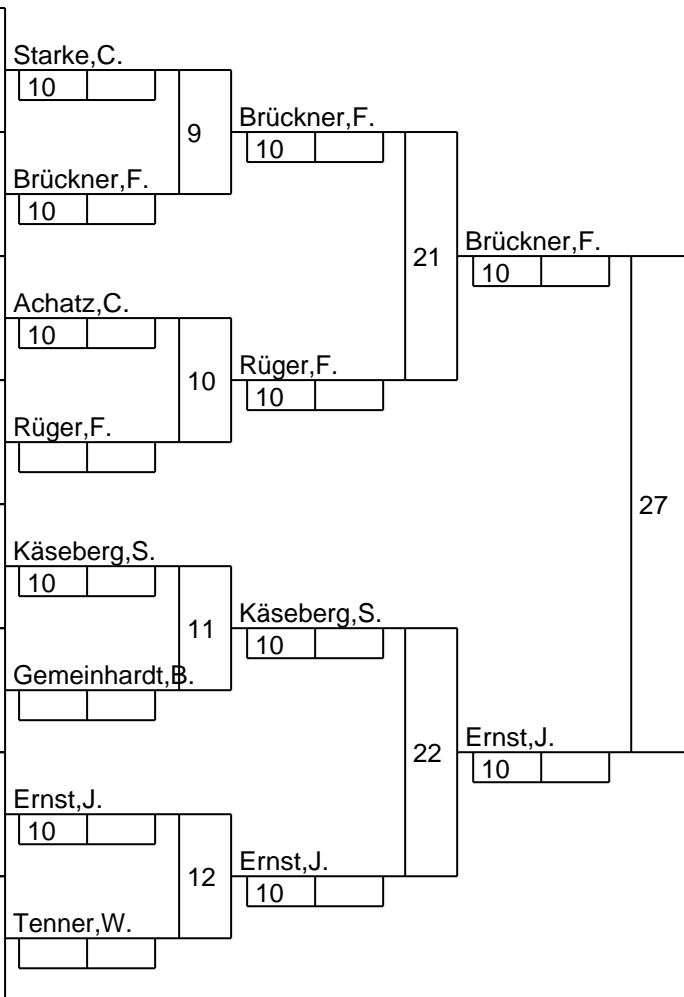 Starke,C.
10
9
Brückner,F.
10
Brückner,F.
10
21
Brückner,F.
10
Achatz,C.
10
10
Rüger,F.
10
Rüger,F.
27
Käseberg,S.
10
11
Käseberg,S.
10
Gemeinhardt,B.
22
Ernst,J.
10
Ernst,J.
10
12
Ernst,J.
10
Tenner,W.